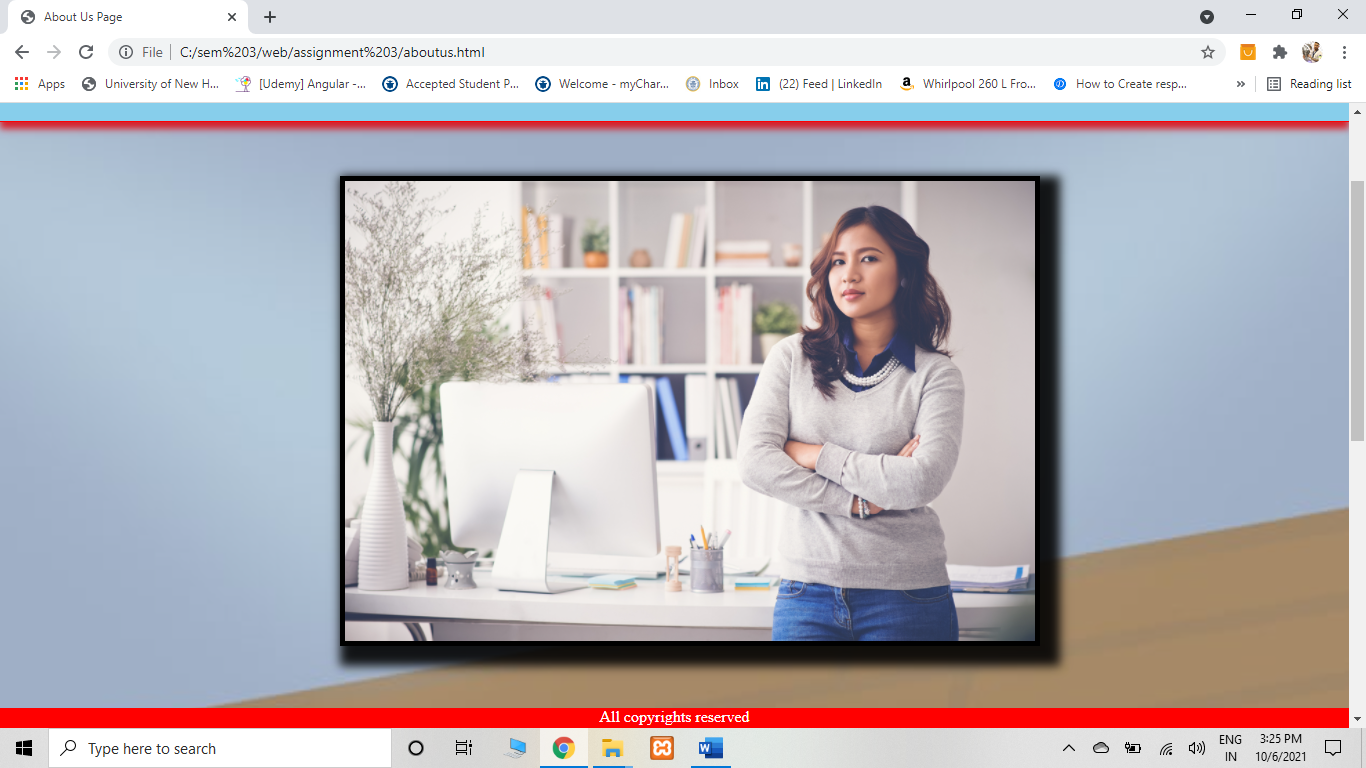 About Us Page
File
C:/sem%203/web/assignment%203/aboutus.html
Apps
University of New H...
[Udemy] Angular -...
Accepted Student P...
Welcome - myChar...
Inbox
(22) Feed | LinkedIn
Whirlpool 260 L Fro...
How to Create resp...
»
Reading list
All copyrights reserved
Type here to search
ENG
IN
3:25 PM
10/6/2021